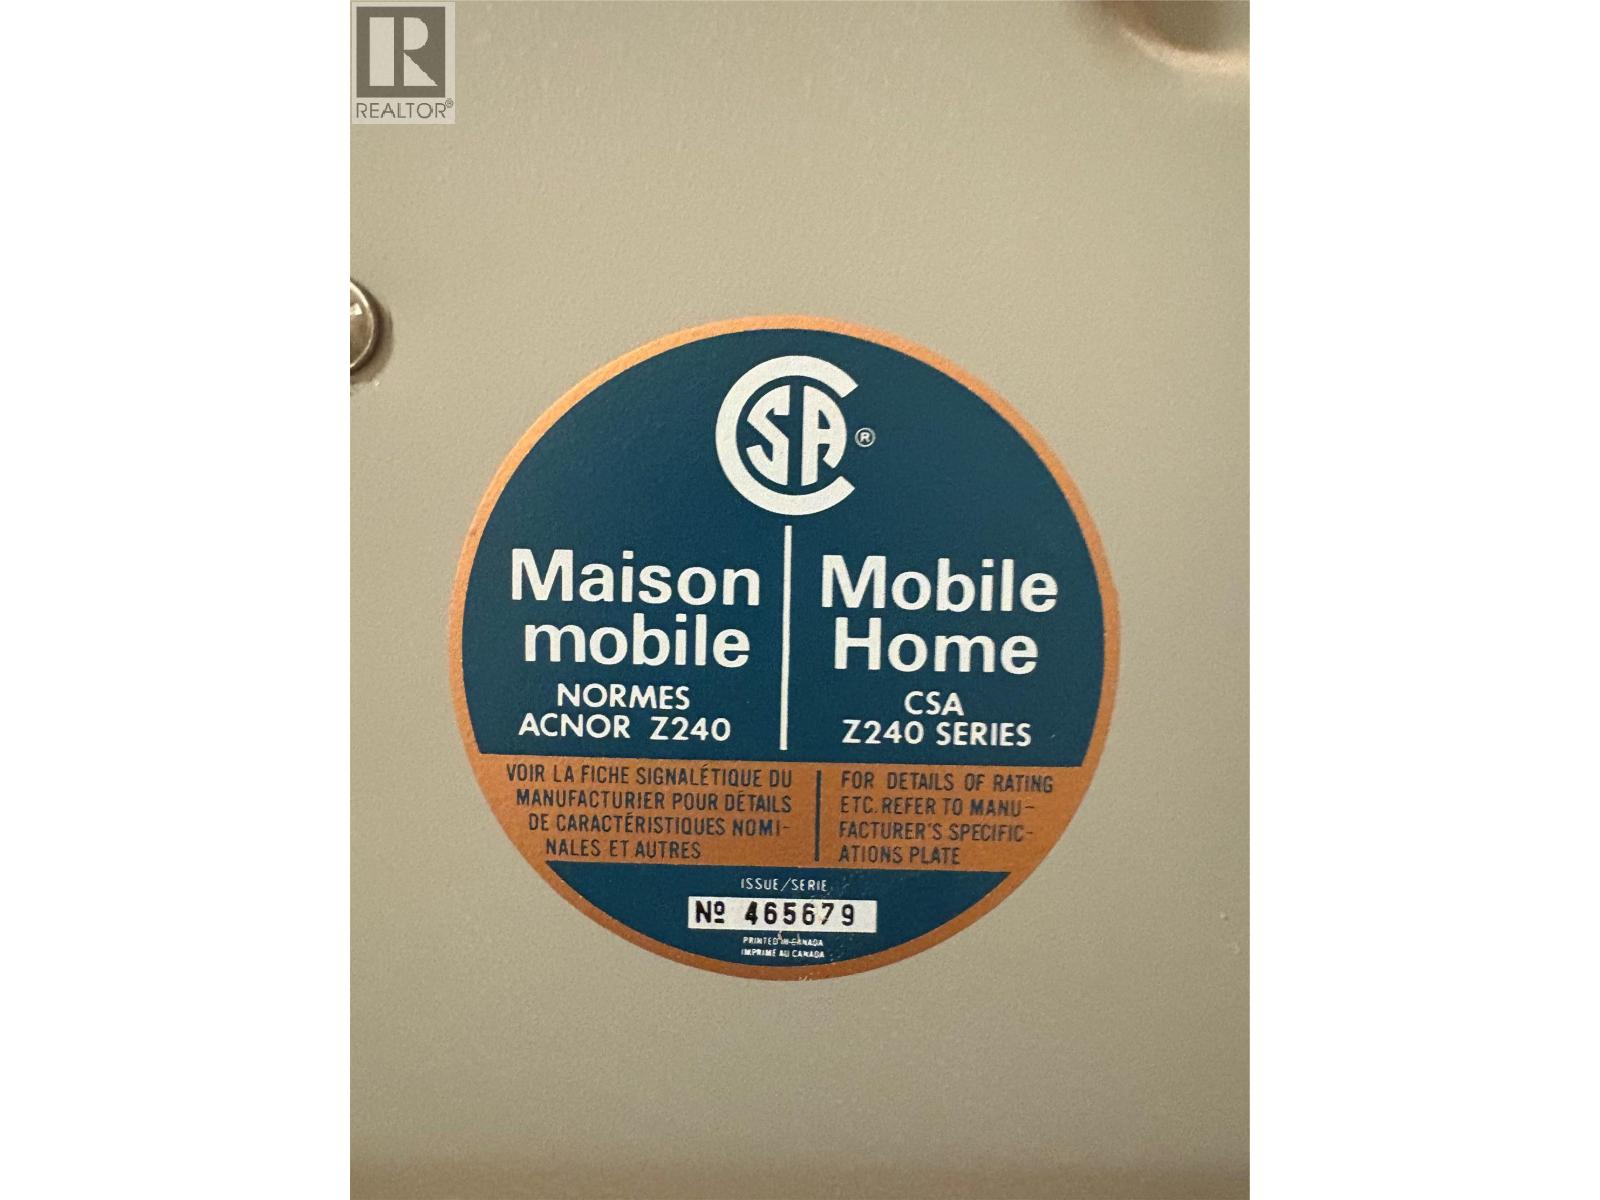 REALTOR®
CSA®
Maison
mobile
NORMES
ACNOR Z240
Mobile
Home
CSA
Z240 SERIES
VOIR LA FICHE SIGNALÉTIQUE DU
MANUFACTURIER POUR DÉTAILS
DE CARACTÉRISTIQUES NOMI-
NALES ET AUTRES
FOR DETAILS OF RATING
ETC. REFER TO MANU-
FACTURER'S SPECIFIC-
ATIONS PLATE
ISSUE/SERIE
Nº 465679
PRINTED IN CANADA
IMPRIMÉ AU CANADA